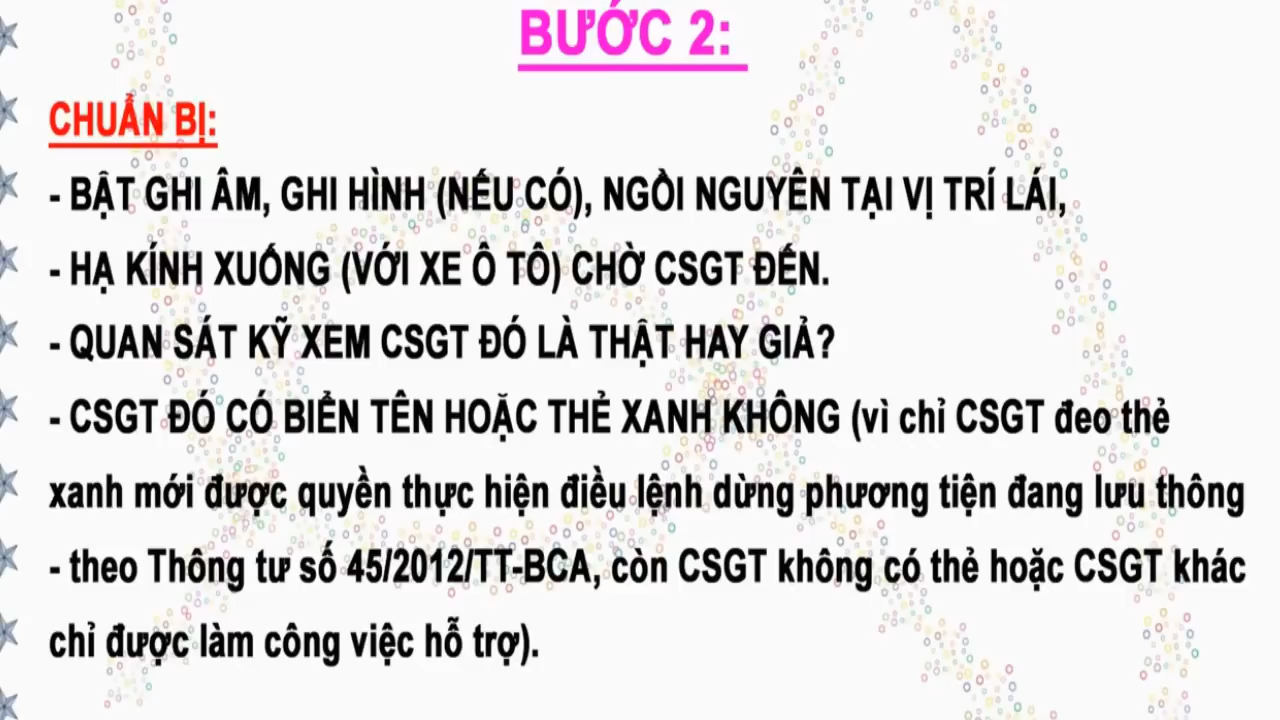 BƯỚC 2:
CHUẨN BỊ:
- BẬT GHI ÂM, GHI HÌNH (NẾU CÓ), NGỒI NGUYÊN TẠI VỊ TRÍ LÁI,
- HẠ KÍNH XUỐNG (VỚI XE Ô TÔ) CHỜ CSGT ĐẾN.
- QUAN SÁT KỸ XEM CSGT ĐÓ LÀ THẬT HAY GIẢ?
- CSGT ĐÓ CÓ BIỂN TÊN HOẶC THẺ XANH KHÔNG (vì chỉ CSGT đeo thẻ
xanh mới được quyền thực hiện điều lệnh dừng phương tiện đang lưu thông
- theo Thông tư số 45/2012/TT-BCA, còn CSGT không có thẻ hoặc CSGT khác
chỉ được làm công việc hỗ trợ).